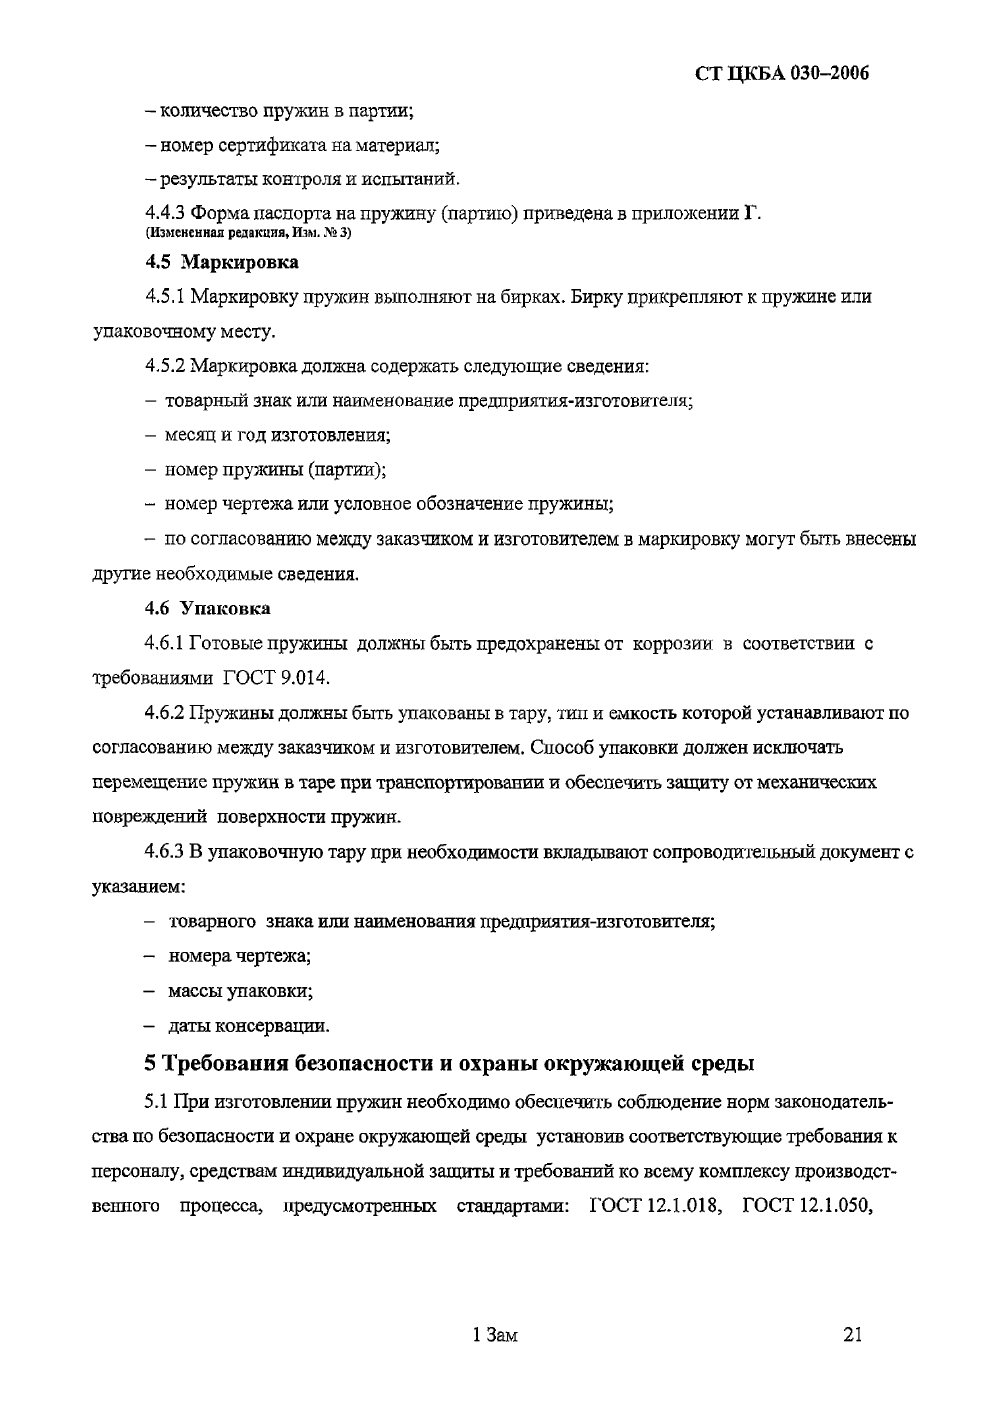 СТ ЦКБА 030–2006
– количество пружин в партии;
– номер сертификата на материал;
– результаты контроля и испытаний.
4.4.3 Форма паспорта на пружину (партию) приведена в приложении Г.
(Измененная редакция, Изм. № 3)
4.5 Маркировка
4.5.1 Маркировку пружин выполняют на бирках. Бирку прикрепляют к пружине или
упаковочному месту.
4.5.2 Маркировка должна содержать следующие сведения:
– товарный знак или наименование предприятия-изготовителя;
– месяц и год изготовления;
– номер пружины (партии);
– номер чертежа или условное обозначение пружины;
– по согласованию между заказчиком и изготовителем в маркировку могут быть внесены
другие необходимые сведения.
4.6 Упаковка
4.6.1 Готовые пружины должны быть предохранены от коррозии в соответствии с
требованиями ГОСТ 9.014.
4.6.2 Пружины должны быть упакованы в тару, тип и емкость которой устанавливают по
согласованию между заказчиком и изготовителем. Способ упаковки должен исключать
перемещение пружин в таре при транспортировании и обеспечить защиту от механических
повреждений поверхности пружин.
4.6.3 В упаковочную тару при необходимости вкладывают сопроводительный документ с
указанием:
– товарного знака или наименования предприятия-изготовителя;
– номера чертежа;
– массы упаковки;
– даты консервации.
5 Требования безопасности и охраны окружающей среды
5.1 При изготовлении пружин необходимо обеспечить соблюдение норм законодатель-
ства по безопасности и охране окружающей среды установив соответствующие требования к
персоналу, средствам индивидуальной защиты и требований ко всему комплексу производст-
венного процесса, предусмотренных стандартами: ГОСТ 12.1.018, ГОСТ 12.1.050,
1 Зам
21